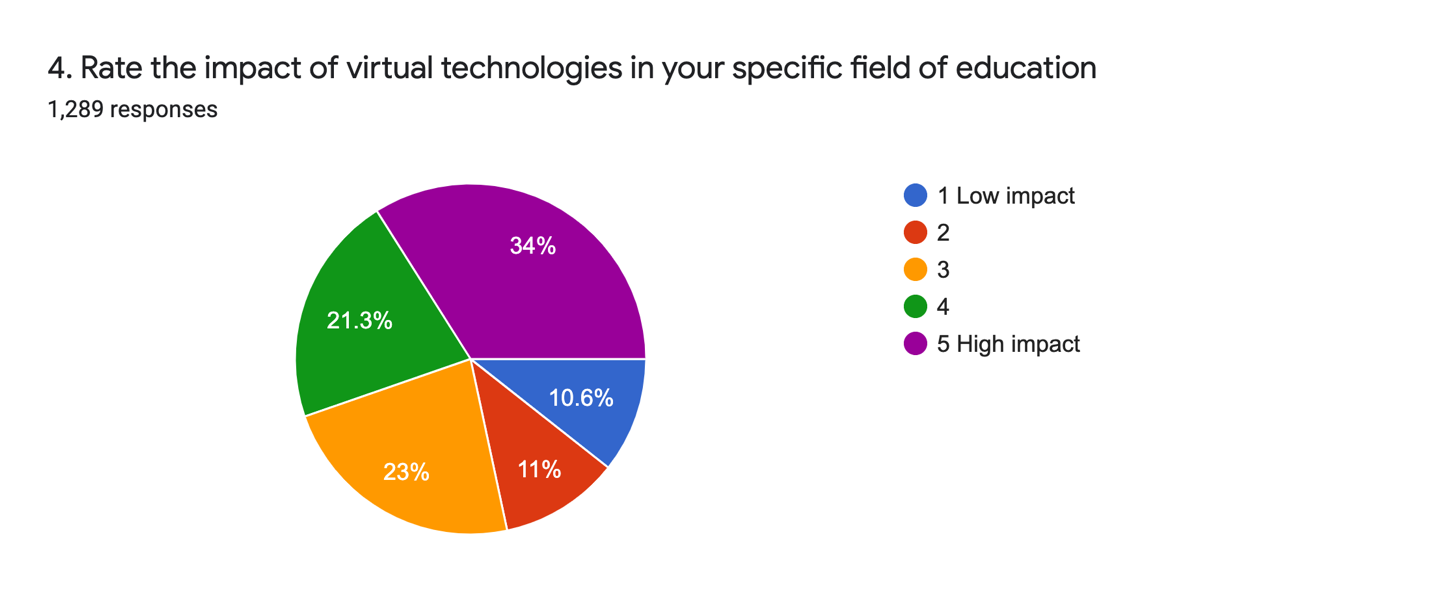 4. Rate the impact of virtual technologies in your specific field of education
1,289 responses
34%
21.3%
10.6%
11%
23%
1 Low impact
2
3
4
5 High impact